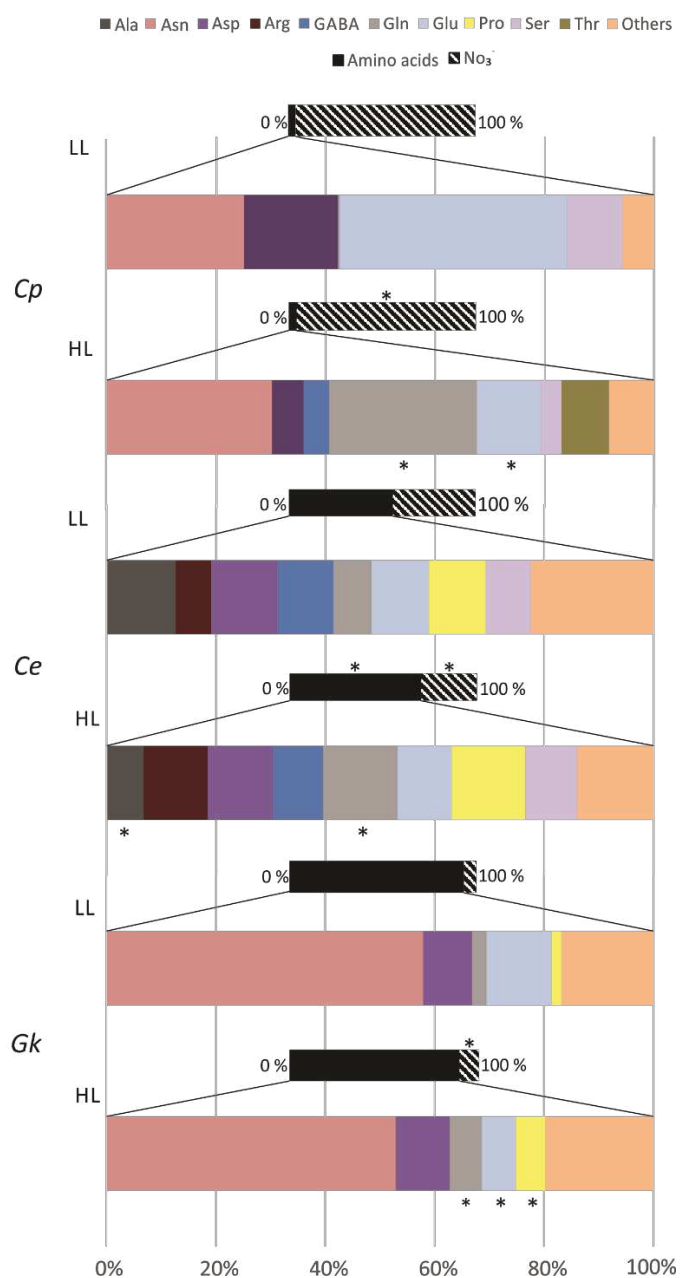 Ala Asn Asp Arg GABA Gln Glu Pro Ser Thr Others
Amino acids No₃⁻
0 % 100 %
LL
Cp
*
0 % 100 %
HL
* *
0 % 100 %
LL
Ce
* *
0 % 100 %
HL
* *
0 % 100 %
LL
Gk
*
0 % 100 %
HL
* * *
0% 20% 40% 60% 80% 100%